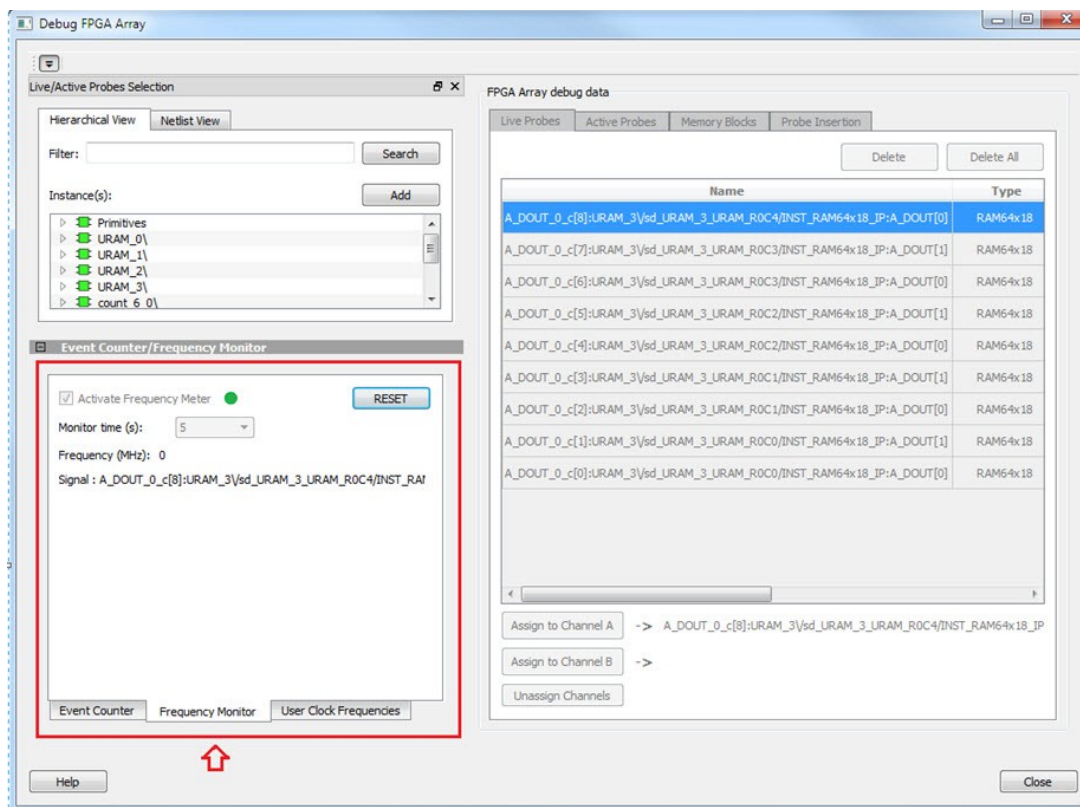 Debug FPGA Array
Live/Active Probes Selection
Hierarchical View Netlist View
Filter: Search
Instance(s): Add
Primitives
URAM_0\
URAM_1\
URAM_2\
URAM_3\
count_6_0\
Event Counter/Frequency Monitor
Activate Frequency Meter RESET
Monitor time (s): 5
Frequency (MHz): 0
Signal : A_DOUT_0_c[8]:URAM_3\/sd_URAM_3_URAM_R0C4/INST_RAM
Event Counter Frequency Monitor User Clock Frequencies
FPGA Array debug data
Live Probes Active Probes Memory Blocks Probe Insertion
Delete Delete All
Name Type
A_DOUT_0_c[8]:URAM_3\/sd_URAM_3_URAM_R0C4/INST_RAM64x18_IP:A_DOUT[0] RAM64x18
A_DOUT_0_c[7]:URAM_3\/sd_URAM_3_URAM_R0C3/INST_RAM64x18_IP:A_DOUT[1] RAM64x18
A_DOUT_0_c[6]:URAM_3\/sd_URAM_3_URAM_R0C3/INST_RAM64x18_IP:A_DOUT[0] RAM64x18
A_DOUT_0_c[5]:URAM_3\/sd_URAM_3_URAM_R0C2/INST_RAM64x18_IP:A_DOUT[1] RAM64x18
A_DOUT_0_c[4]:URAM_3\/sd_URAM_3_URAM_R0C2/INST_RAM64x18_IP:A_DOUT[0] RAM64x18
A_DOUT_0_c[3]:URAM_3\/sd_URAM_3_URAM_R0C1/INST_RAM64x18_IP:A_DOUT[1] RAM64x18
A_DOUT_0_c[2]:URAM_3\/sd_URAM_3_URAM_R0C1/INST_RAM64x18_IP:A_DOUT[0] RAM64x18
A_DOUT_0_c[1]:URAM_3\/sd_URAM_3_URAM_R0C0/INST_RAM64x18_IP:A_DOUT[1] RAM64x18
A_DOUT_0_c[0]:URAM_3\/sd_URAM_3_URAM_R0C0/INST_RAM64x18_IP:A_DOUT[0] RAM64x18
Assign to Channel A -> A_DOUT_0_c[8]:URAM_3\/sd_URAM_3_URAM_R0C4/INST_RAM64x18_IP
Assign to Channel B ->
Unassign Channels
Help Close